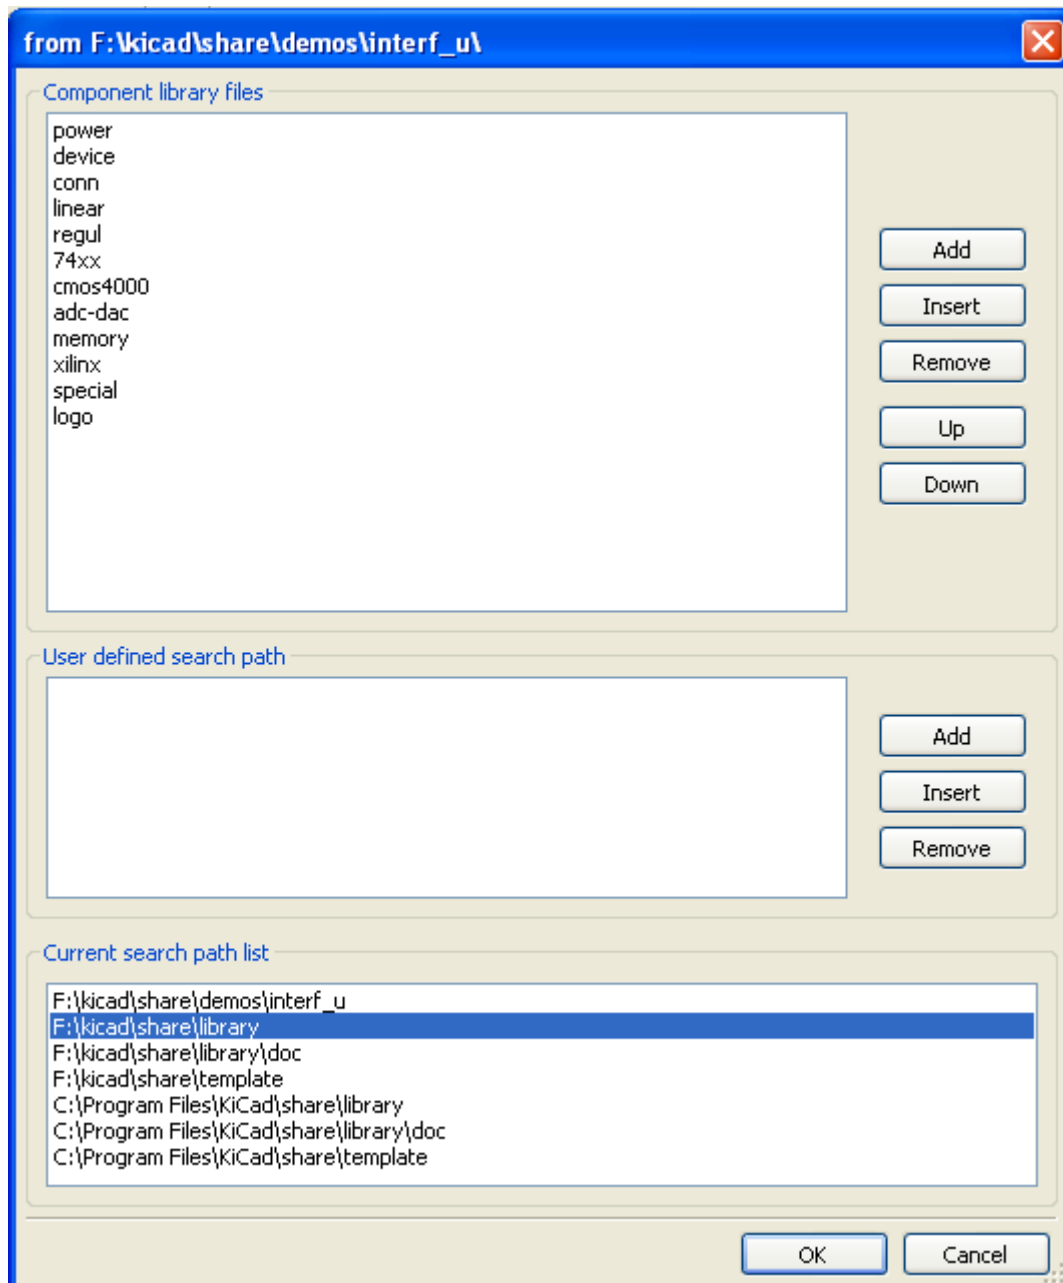 from F:\kicad\share\demos\interf_u\
Component library files
power
device
conn
linear
regul
74xx
cmos4000
adc-dac
memory
xilinx
special
logo
Add
Insert
Remove
Up
Down
User defined search path
Add
Insert
Remove
Current search path list
F:\kicad\share\demos\interf_u
F:\kicad\share\library
F:\kicad\share\library\doc
F:\kicad\share\template
C:\Program Files\KiCad\share\library
C:\Program Files\KiCad\share\library\doc
C:\Program Files\KiCad\share\template
OK
Cancel